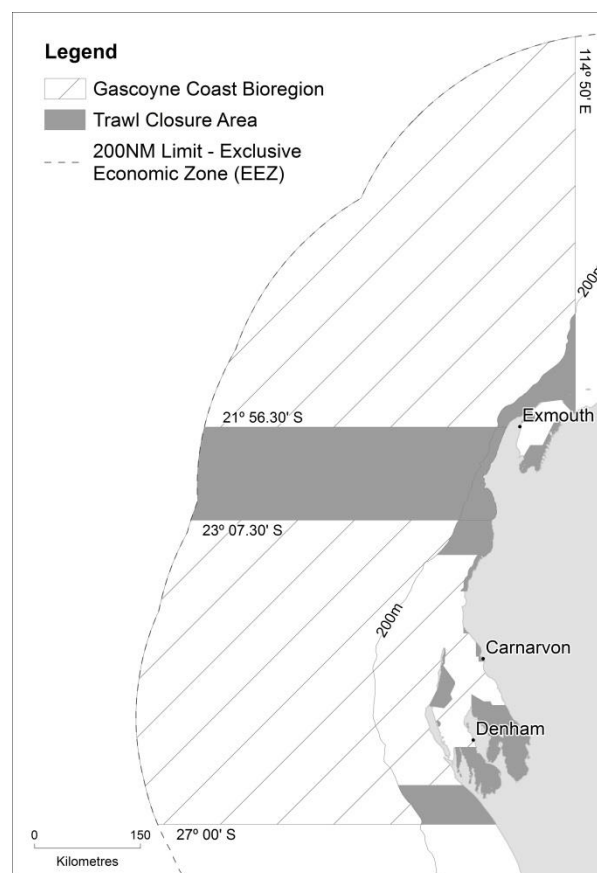 Legend
Gascoyne Coast Bioregion
Trawl Closure Area
200NM Limit - Exclusive
Economic Zone (EEZ)
114º 50' E
200m
21º 56.30' S
Exmouth
23º 07.30' S
200m
Carnarvon
Denham
27º 00' S
0 150
Kilometres